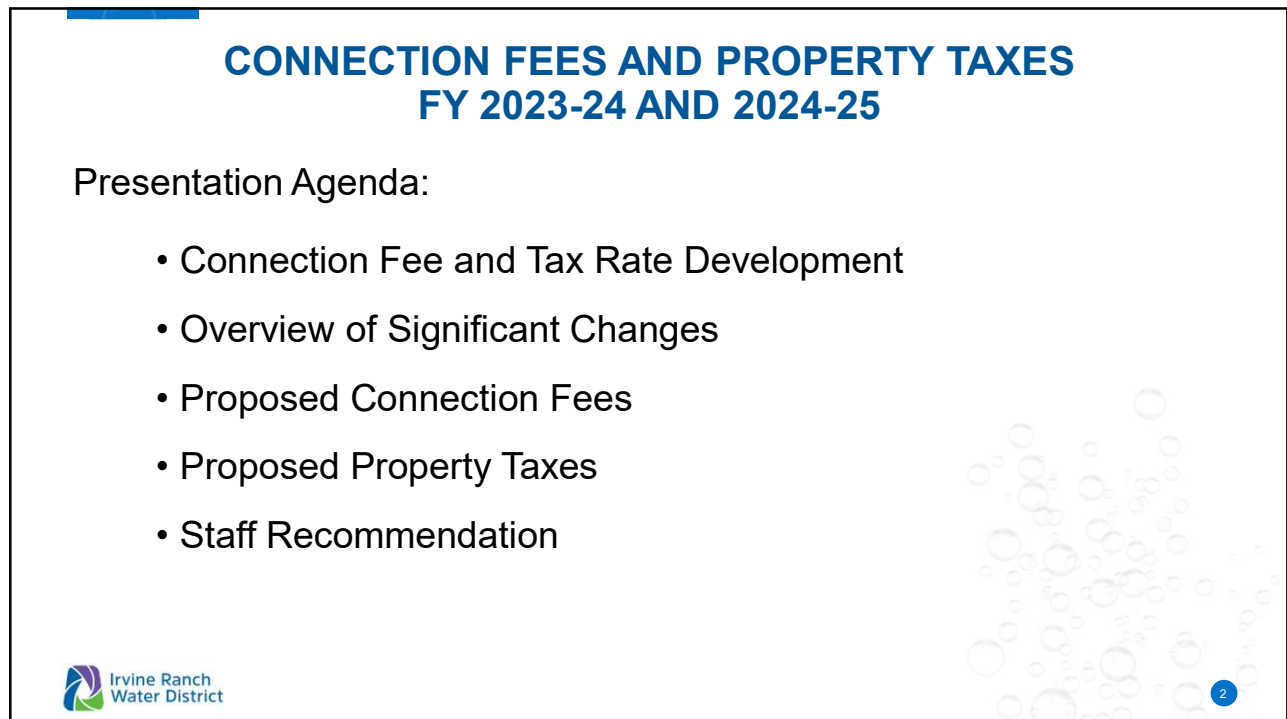 CONNECTION FEES AND PROPERTY TAXES
FY 2023-24 AND 2024-25
Presentation Agenda:
• Connection Fee and Tax Rate Development
• Overview of Significant Changes
• Proposed Connection Fees
• Proposed Property Taxes
• Staff Recommendation
Irvine Ranch
Water District
2